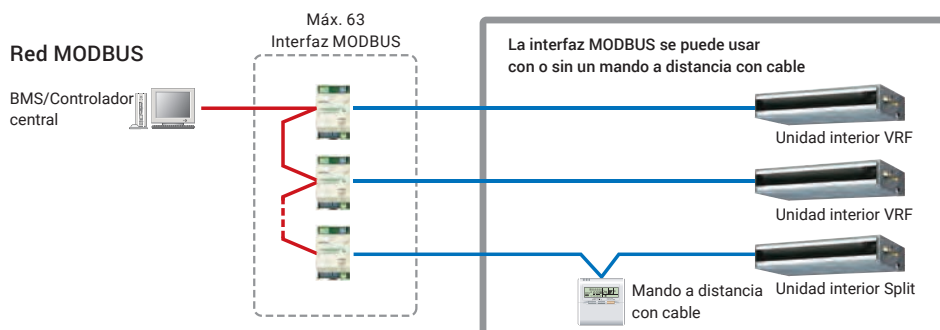 Máx. 63
Interfaz MODBUS
Red MODBUS
BMS/Controlador
central
La interfaz MODBUS se puede usar
con o sin un mando a distancia con cable
Unidad interior VRF
Unidad interior VRF
Unidad interior Split
Mando a distancia
con cable